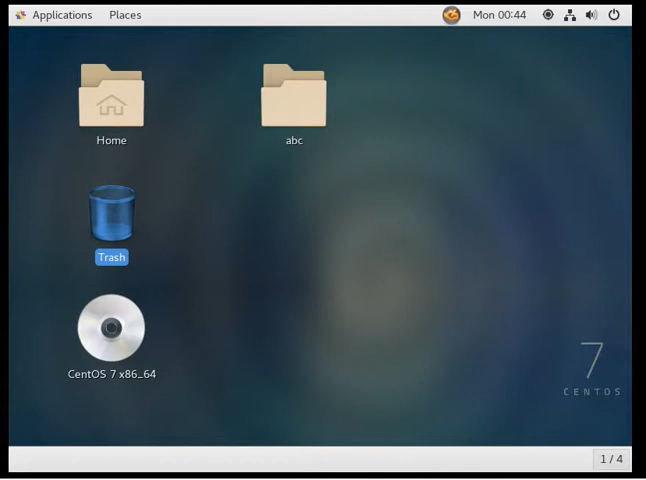 Applications Places Mon 00:44
Home abc
Trash
CentOS 7 x86_64
7
CENTOS
1 / 4